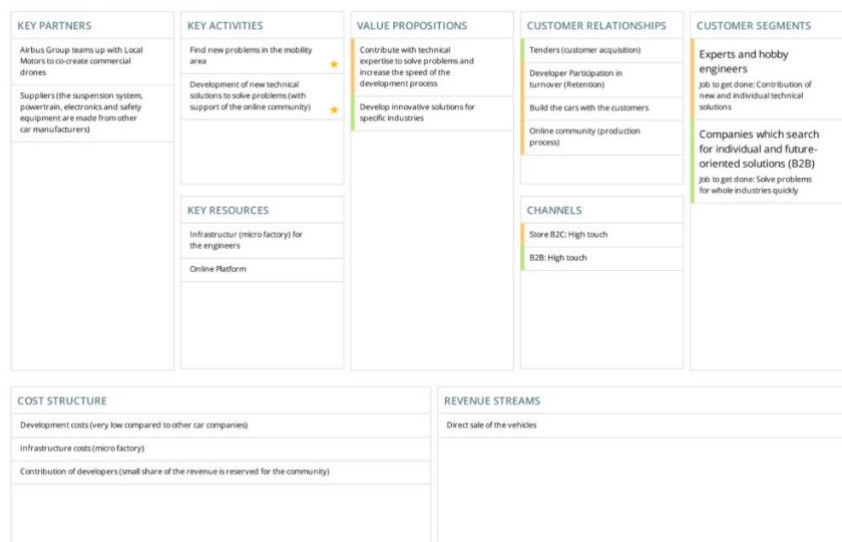 KEY PARTNERS
Airbus Group teams up with Local
Motors to co-create commercial
drones
Suppliers (the suspension system,
powertrain, electronics and safety
equipment are made from other
car manufacturers)
KEY ACTIVITIES
Find new problems in the mobility
area
Development of new technical
solutions to solve problems (with
support of the online community)
KEY RESOURCES
Infrastructur (micro factory) for
the engineers
Online Platform
VALUE PROPOSITIONS
Contribute with technical
expertise to solve problems and
increase the speed of the
development process
Develop innovative solutions for
specific industries
CUSTOMER RELATIONSHIPS
Tenders (customer acquisition)
Developer Participation in
turnover (Retention)
Build the cars with the customers
Online community (production
process)
CHANNELS
Store B2C: High touch
B2B: High touch
CUSTOMER SEGMENTS
Experts and hobby
engineers
Job to get done: Contribution of
new and individual technical
solutions
Companies which search
for individual and future-
oriented solutions (B2B)
Job to get done: Solve problems
for whole industries quickly
COST STRUCTURE
Development costs (very low compared to other car companies)
Infrastructure costs (micro factory)
Contribution of developers (small share of the revenue is reserved for the community)
REVENUE STREAMS
Direct sale of the vehicles